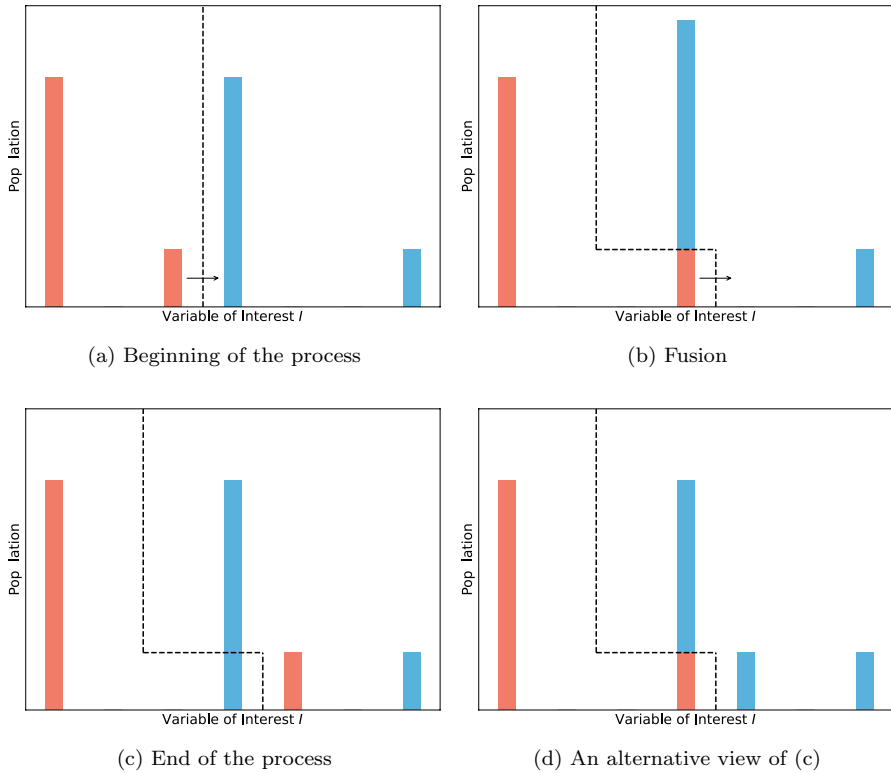 Pop lation
Variable of Interest I
(a) Beginning of the process
Pop lation
Variable of Interest I
(b) Fusion
Pop lation
Variable of Interest I
(c) End of the process
Pop lation
Variable of Interest I
(d) An alternative view of (c)